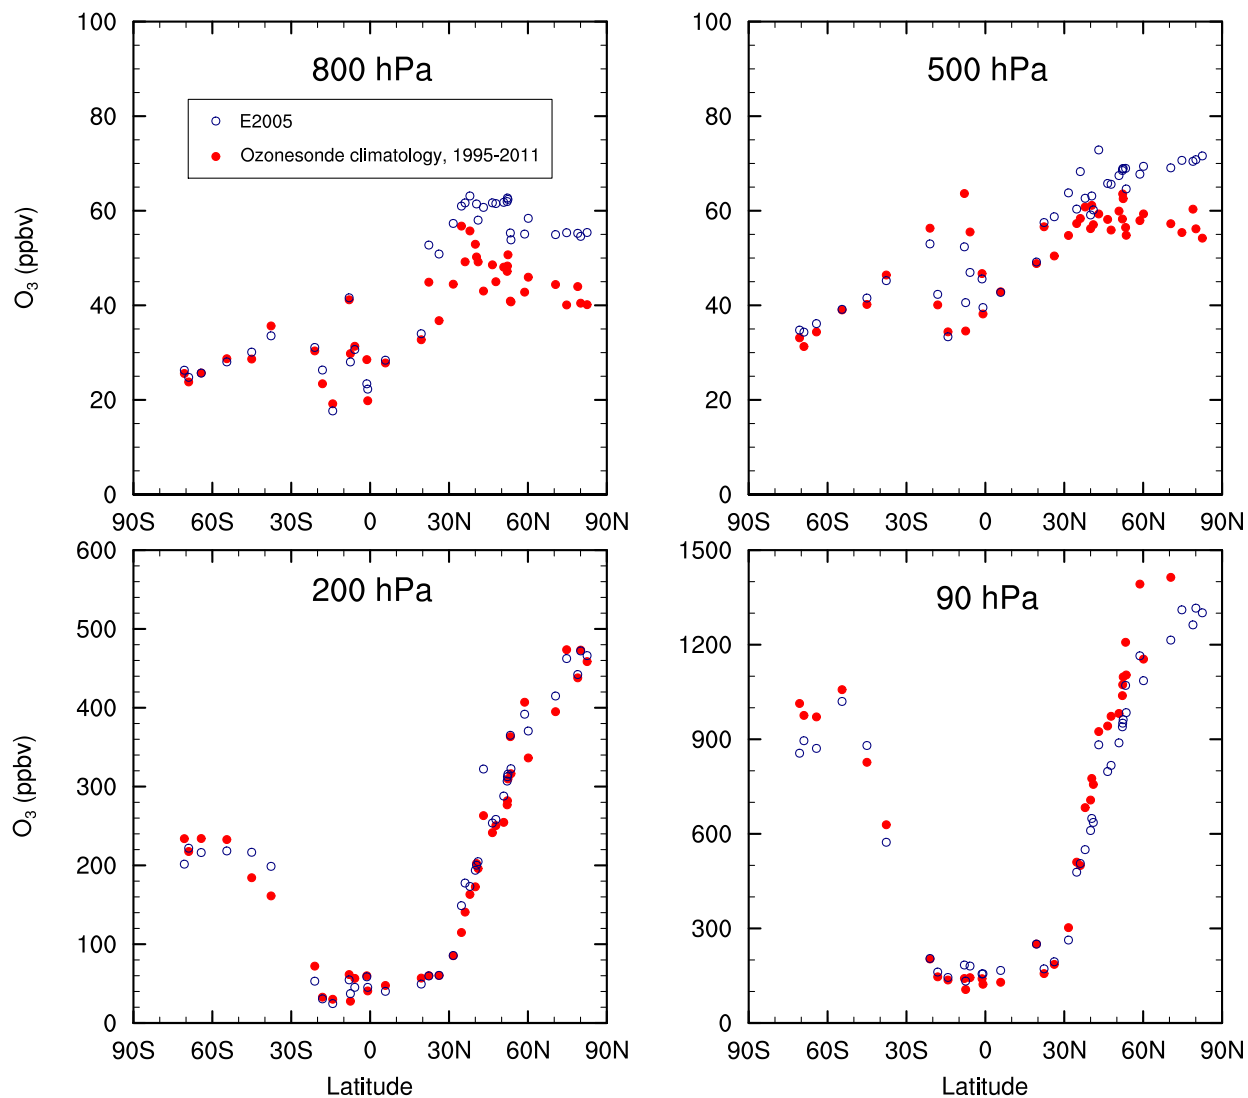 800 hPa
E2005
Ozonesonde climatology, 1995-2011
O3 (ppbv)
100
80
60
40
20
0
90S 60S 30S 0 30N 60N 90N
500 hPa
100
80
60
40
20
0
90S 60S 30S 0 30N 60N 90N
200 hPa
O3 (ppbv)
600
500
400
300
200
100
0
90S 60S 30S 0 30N 60N 90N
Latitude
90 hPa
1500
1200
900
600
300
0
90S 60S 30S 0 30N 60N 90N
Latitude